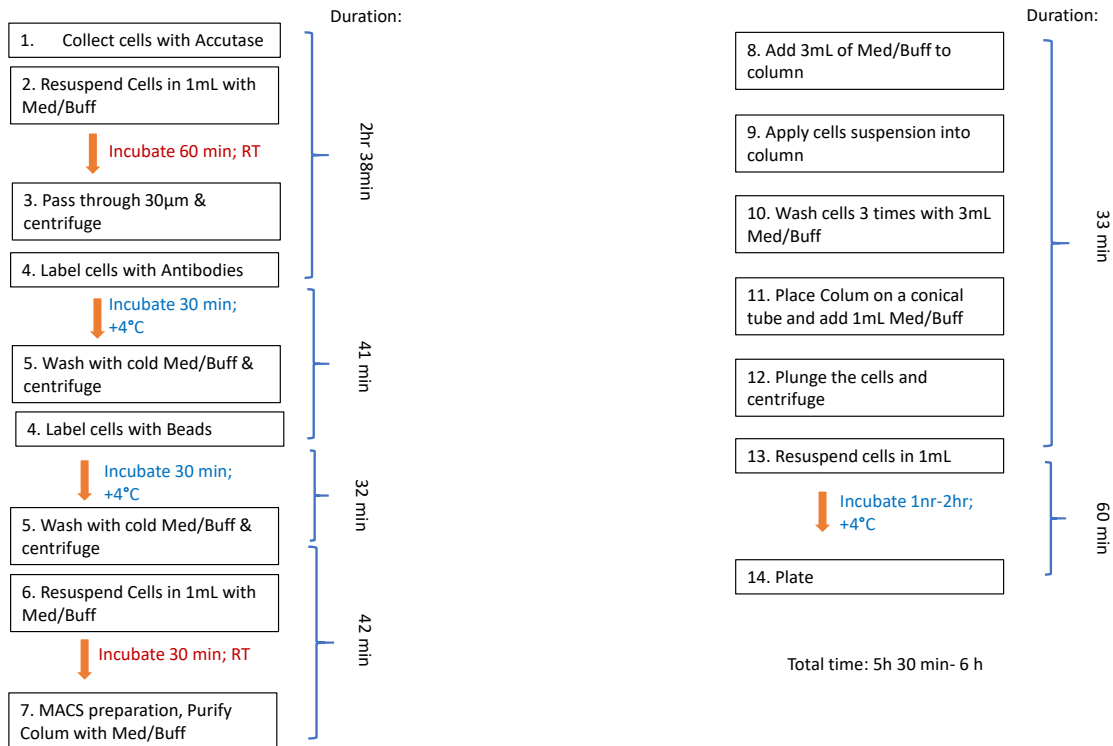 Duration:
1. Collect cells with Accutase
2. Resuspend Cells in 1mL with
Med/Buff
Incubate 60 min; RT
3. Pass through 30µm &
centrifuge
4. Label cells with Antibodies
2hr 38min
Incubate 30 min;
+4°C
5. Wash with cold Med/Buff &
centrifuge
4. Label cells with Beads
41 min
Incubate 30 min;
+4°C
5. Wash with cold Med/Buff &
centrifuge
32 min
6. Resuspend Cells in 1mL with
Med/Buff
Incubate 30 min; RT
7. MACS preparation, Purify
Colum with Med/Buff
42 min
Duration:
8. Add 3mL of Med/Buff to
column
9. Apply cells suspension into
column
10. Wash cells 3 times with 3mL
Med/Buff
11. Place Colum on a conical
tube and add 1mL Med/Buff
12. Plunge the cells and
centrifuge
13. Resuspend cells in 1mL
33 min
Incubate 1nr-2hr;
+4°C
14. Plate
60 min
Total time: 5h 30 min- 6 h